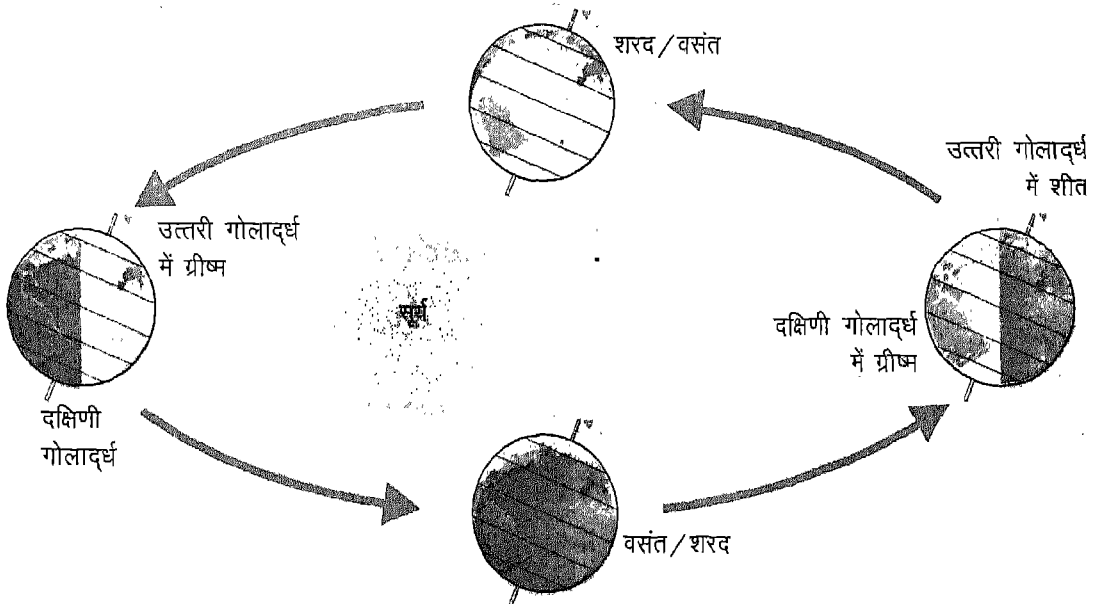 शरद/वसंत
उत्तरी गोलार्द्ध
में शीत
उत्तरी गोलार्द्ध
में ग्रीष्म
सूर्य
दक्षिणी गोलार्द्ध
में ग्रीष्म
दक्षिणी
गोलार्द्ध
वसंत/शरद